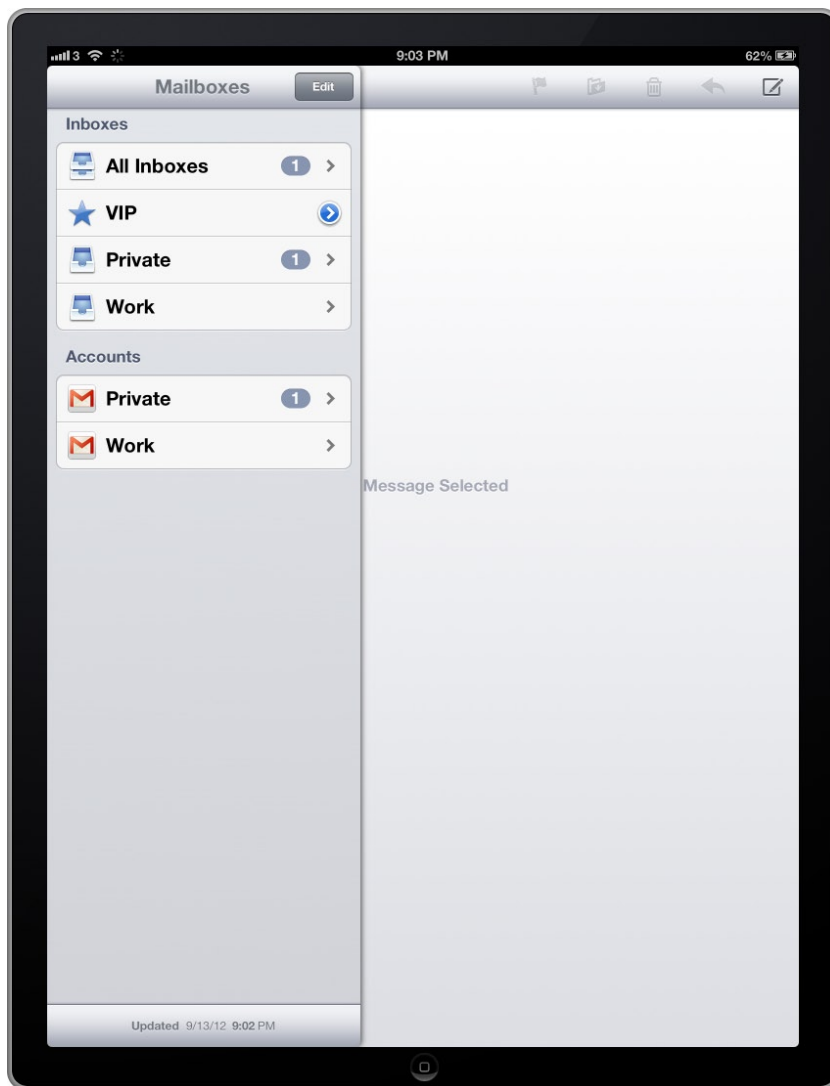 3
9:03 PM
62%
Mailboxes
Edit
Inboxes
All Inboxes 1
VIP
Private 1
Work
Accounts
Private 1
Work
Message Selected
Updated 9/13/12 9:02 PM